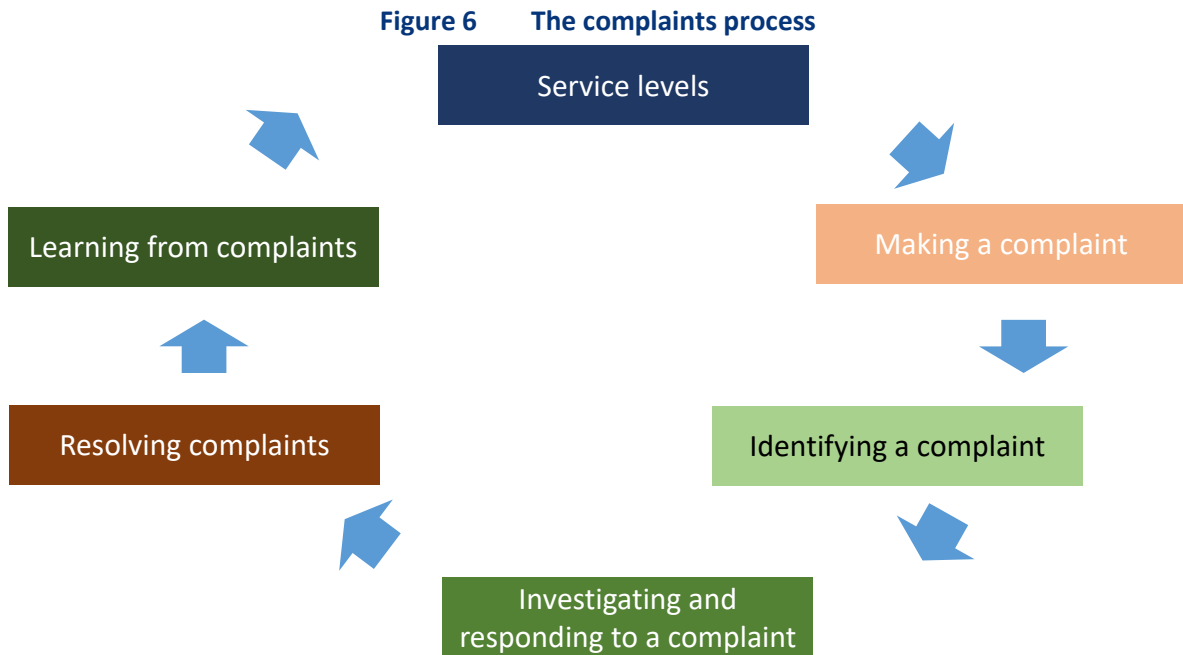 Figure 6 The complaints process
Service levels
Making a complaint
Identifying a complaint
Investigating and
responding to a complaint
Resolving complaints
Learning from complaints